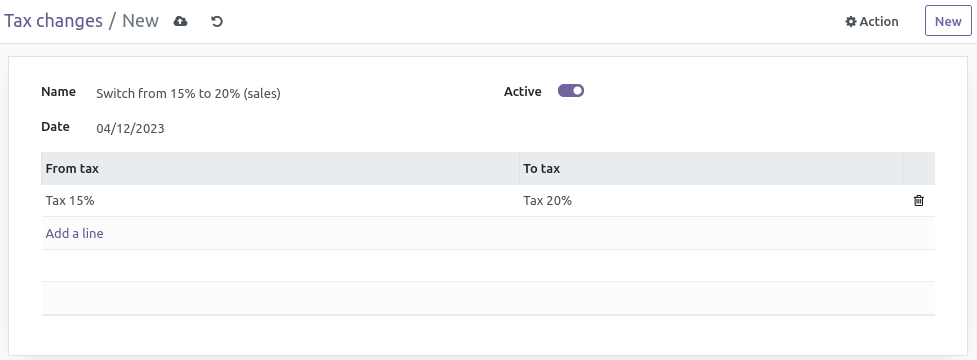 Tax changes / New
Action
New
Name Switch from 15% to 20% (sales)
Active
Date 04/12/2023
From tax To tax
Tax 15% Tax 20%
Add a line